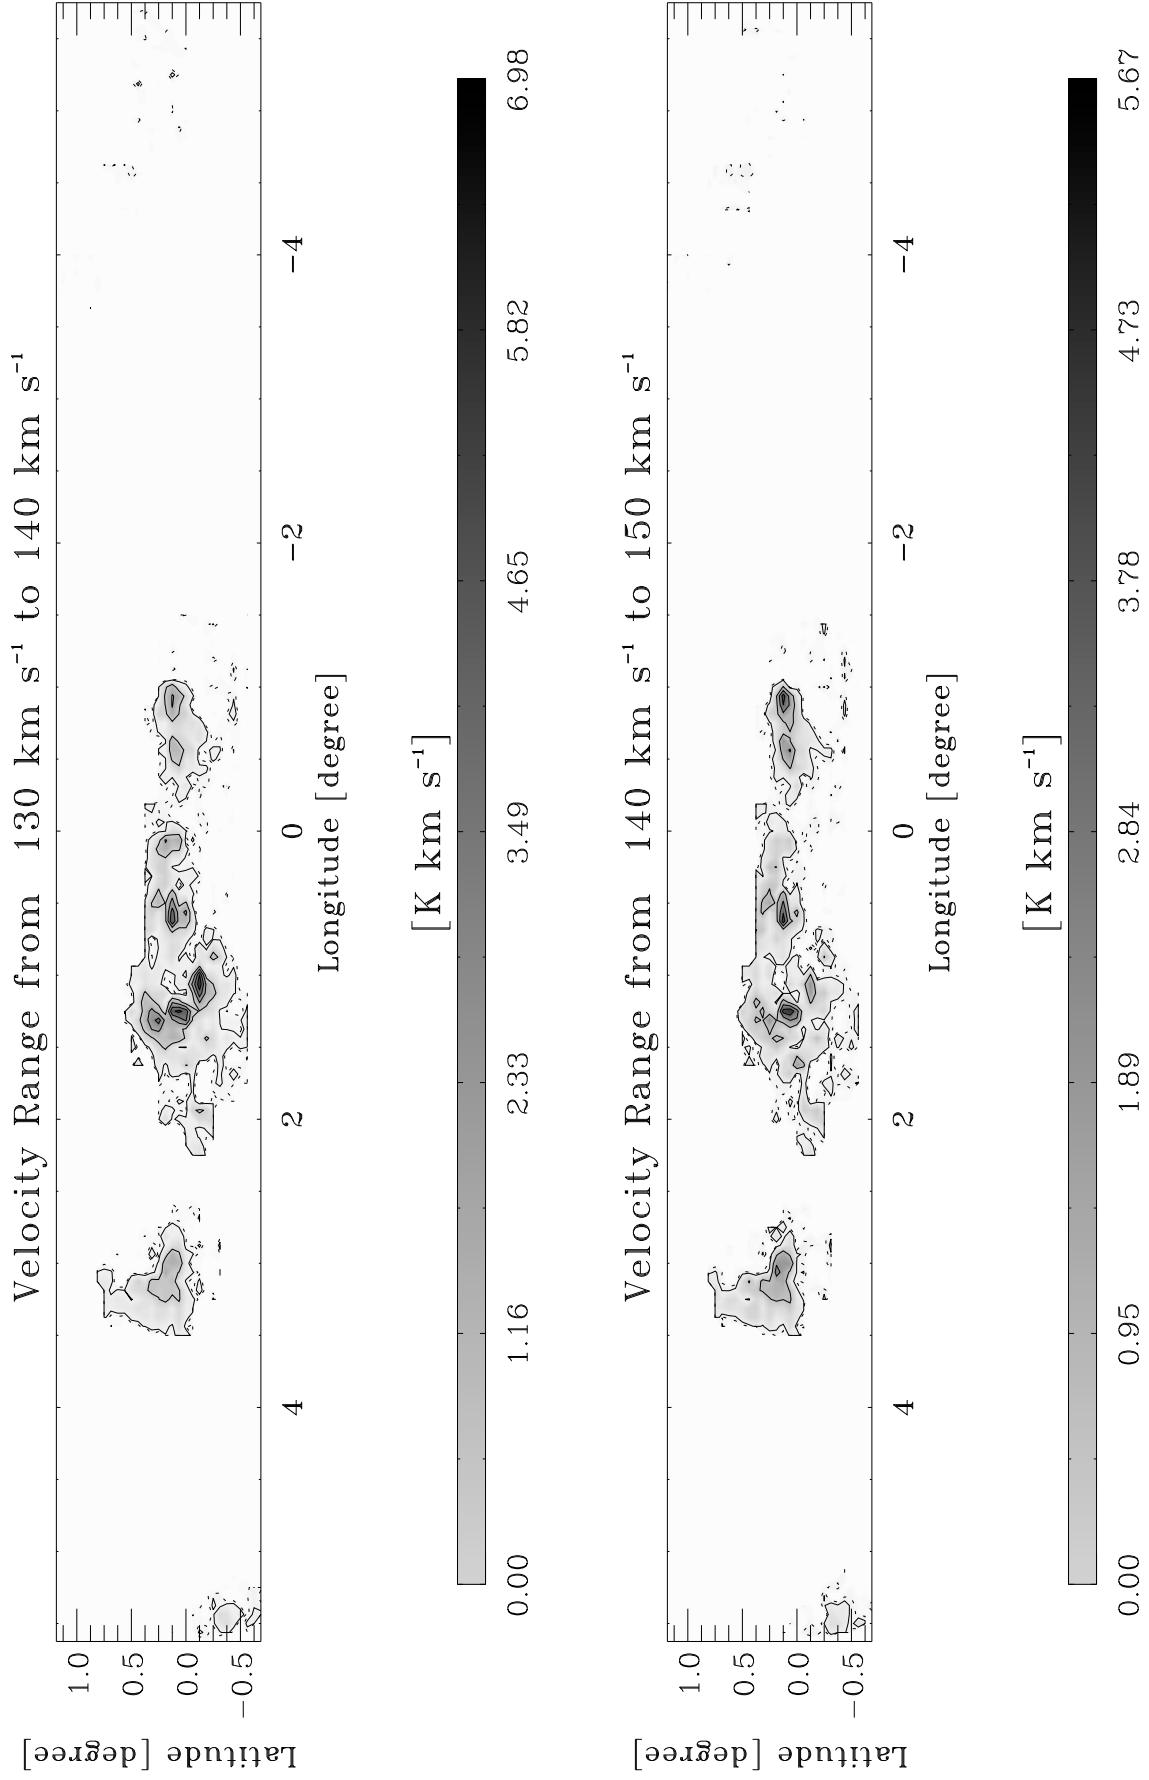 Velocity Range from 130 km s⁻¹ to 140 km s⁻¹
Latitude [degree]
1.0
0.5
0.0
−0.5
4 2 0 −2 −4
Longitude [degree]
[K km s⁻¹]
0.00 1.16 2.33 3.49 4.65 5.82 6.98
Velocity Range from 140 km s⁻¹ to 150 km s⁻¹
Latitude [degree]
1.0
0.5
0.0
−0.5
4 2 0 −2 −4
Longitude [degree]
[K km s⁻¹]
0.00 0.95 1.89 2.84 3.78 4.73 5.67